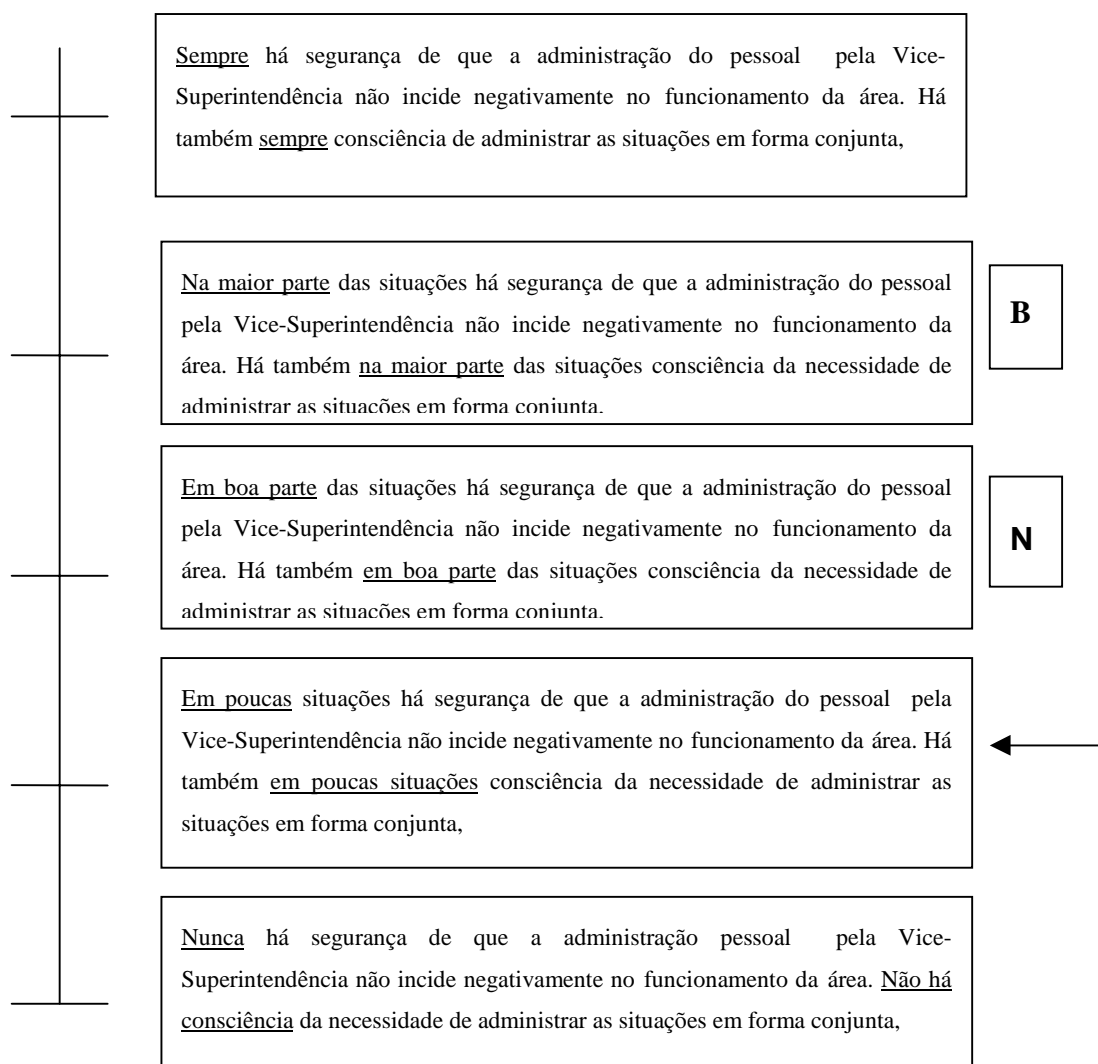 Sempre há segurança de que a administração do pessoal pela Vice-
Superintendência não incide negativamente no funcionamento da área. Há
também sempre consciência de administrar as situações em forma conjunta,
Na maior parte das situações há segurança de que a administração do pessoal
pela Vice-Superintendência não incide negativamente no funcionamento da
área. Há também na maior parte das situações consciência da necessidade de
administrar as situações em forma conjunta.
B
Em boa parte das situações há segurança de que a administração do pessoal
pela Vice-Superintendência não incide negativamente no funcionamento da
área. Há também em boa parte das situações consciência da necessidade de
administrar as situações em forma conjunta.
N
Em poucas situações há segurança de que a administração do pessoal pela
Vice-Superintendência não incide negativamente no funcionamento da área. Há
também em poucas situações consciência da necessidade de administrar as
situações em forma conjunta,
Nunca há segurança de que a administração pessoal pela Vice-
Superintendência não incide negativamente no funcionamento da área. Não há
consciência da necessidade de administrar as situações em forma conjunta,